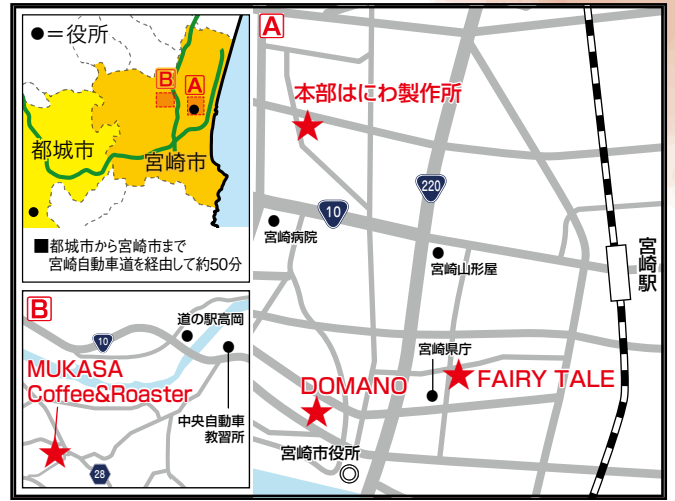 ●=役所
B
A
都城市
宮崎市
■都城市から宮崎市まで
宮崎自動車道を経由して約50分
B
10
道の駅高岡
MUKASA
Coffee&Roaster
中央自動車
教習所
28
A
本部はにわ製作所
220
10
宮崎病院
宮崎山形屋
宮崎駅
宮崎県庁
DOMANO
FAIRY TALE
宮崎市役所